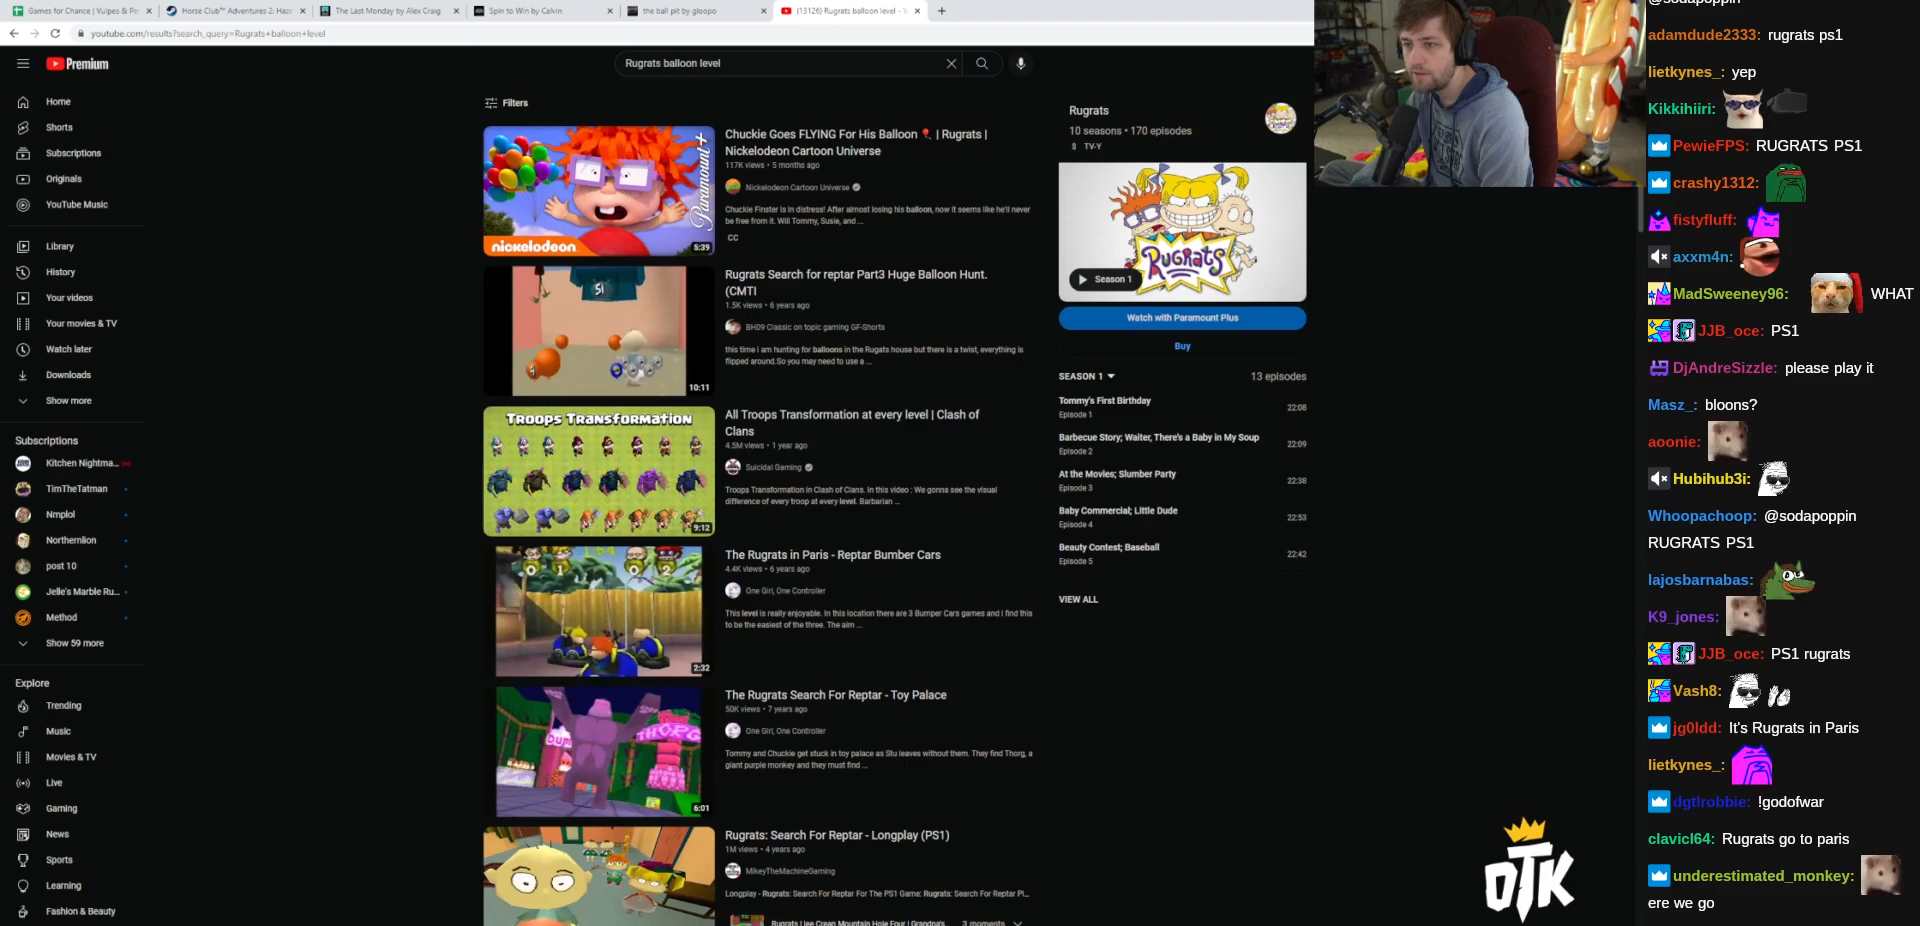 Games for Chance | Vulpes & Pe
Horse Club™ Adventures 2: Haze
The Last Monday by Alex Craig
Spin to Win by Calvin
the ball pit by gloopo
(13126) Rugrats balloon level - Y
youtube.com/results?search_query=Rugrats+balloon+level
Premium
Rugrats balloon level
Home
Shorts
Subscriptions
Originals
YouTube Music
Library
History
Your videos
Your movies & TV
Watch later
Downloads
Show more
Subscriptions
Kitchen Nightma...
TimTheTatman
Nmplol
Northernlion
post 10
Jelle's Marble Ru...
Method
Show 59 more
Explore
Trending
Music
Movies & TV
Live
Gaming
News
Sports
Learning
Fashion & Beauty
Filters
Paramount+
nickelodeon
5:39
Chuckie Goes FLYING For His Balloon 🎈 | Rugrats |
Nickelodeon Cartoon Universe
117K views • 5 months ago
Nickelodeon Cartoon Universe
Chuckie Finster is in distress! After almost losing his balloon, now it seems like he'll never
be free from it. Will Tommy, Susie, and ...
CC
51
10:11
Rugrats Search for reptar Part3 Huge Balloon Hunt.
(CMTI
1.5K views • 6 years ago
BH09 Classic on topic gaming GF-Shorts
this time i am hunting for balloons in the Rugats house but there is a twist, everything is
flipped around.So you may need to use a ...
TROOPS TRANSFORMATION
9:12
All Troops Transformation at every level | Clash of
Clans
4.5M views • 1 year ago
Suicidal Gaming
Troops Transformation in Clash of Clans. In this video : We gonna see the visual
difference of every troop at every level. Barbarian ...
1:54
0 1 0 2
2:32
The Rugrats in Paris - Reptar Bumber Cars
4.4K views • 6 years ago
One Girl, One Controller
This level is really enjoyable. In this location there are 3 Bumper Cars games and i find this
to be the easiest of the three. The aim ...
THORG
6:01
The Rugrats Search For Reptar - Toy Palace
50K views • 7 years ago
One Girl, One Controller
Tommy and Chuckie get stuck in toy palace as Stu leaves without them. They find Thorg, a
giant purple monkey and they must find ...
Rugrats: Search For Reptar - Longplay (PS1)
1M views • 4 years ago
MikeyTheMachineGaming
Longplay - Rugrats: Search For Reptar For The PS1 Game: Rugrats: Search For Reptar Pl...
Rugrats | Ice Cream Mountain Hole Four | Grandpa's...
3 moments
Rugrats
10 seasons • 170 episodes
$ TV-Y
RUGRATS
Season 1
Watch with Paramount Plus
Buy
SEASON 1
13 episodes
Tommy's First Birthday
Episode 1
22:08
Barbecue Story; Waiter, There's a Baby in My Soup
Episode 2
22:09
At the Movies; Slumber Party
Episode 3
22:38
Baby Commercial; Little Dude
Episode 4
22:53
Beauty Contest; Baseball
Episode 5
22:42
VIEW ALL
OTK
@sodapoppin
adamdude2333: rugrats ps1
lietkynes_: yep
Kikkihiiri:
PewieFPS: RUGRATS PS1
crashy1312:
fistyfluff:
axxm4n:
MadSweeney96: WHAT
JJB_oce: PS1
DjAndreSizzle: please play it
Masz_: bloons?
aoonie:
Hubihub3i:
Whoopachoop: @sodapoppin
RUGRATS PS1
lajosbarnabas:
K9_jones:
JJB_oce: PS1 rugrats
Vash8:
jg0ldd: It's Rugrats in Paris
lietkynes_:
dgtlrobbie: !godofwar
clavicl64: Rugrats go to paris
underestimated_monkey:
ere we go